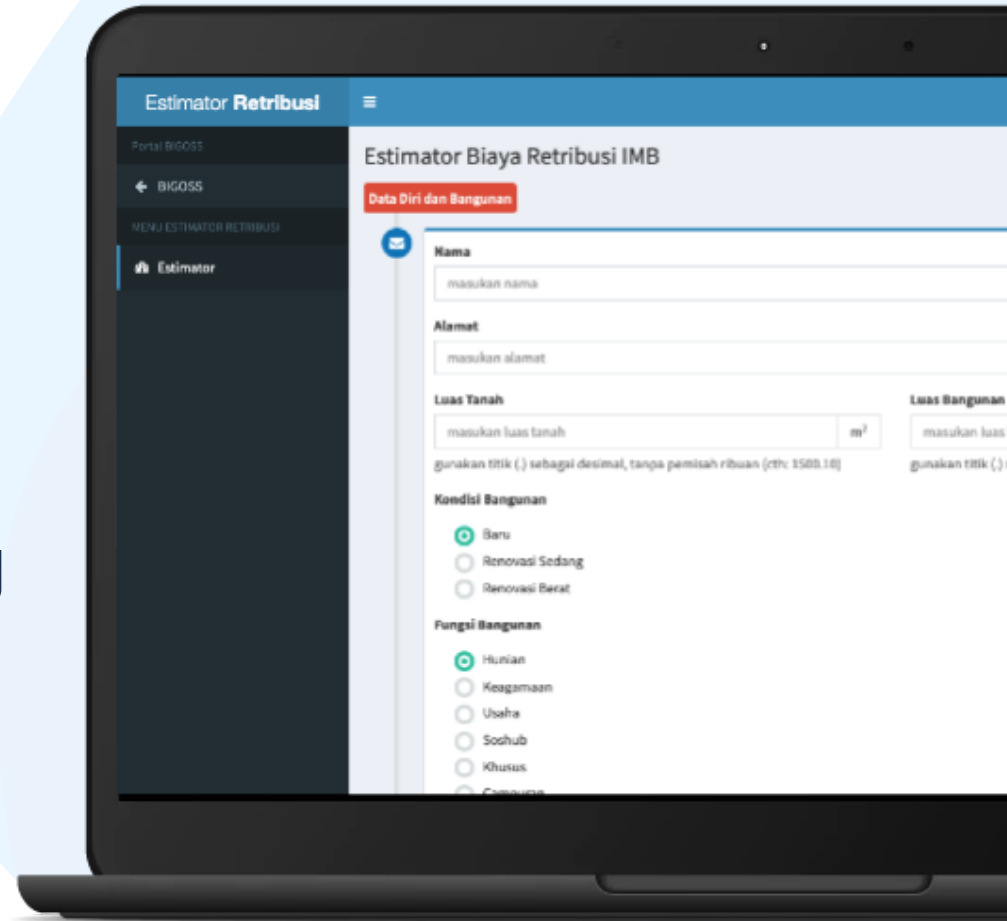 Estimator Retribusi
Portal BIGOSS
BIGOSS
MENU ESTIMATOR RETRIBUSI
Estimator
Estimator Biaya Retribusi IMB
Data Diri dan Bangunan
Nama
masukan nama
Alamat
masukan alamat
Luas Tanah
masukan luas tanah
m²
gunakan titik (.) sebagai desimal, tanpa pemisah ribuan (cth: 1500.10)
Luas Bangunan
masukan luas
gunakan titik (.)
Kondisi Bangunan
Baru
Renovasi Sedang
Renovasi Berat
Fungsi Bangunan
Hunian
Keagamaan
Usaha
Soshub
Khusus
Campuran